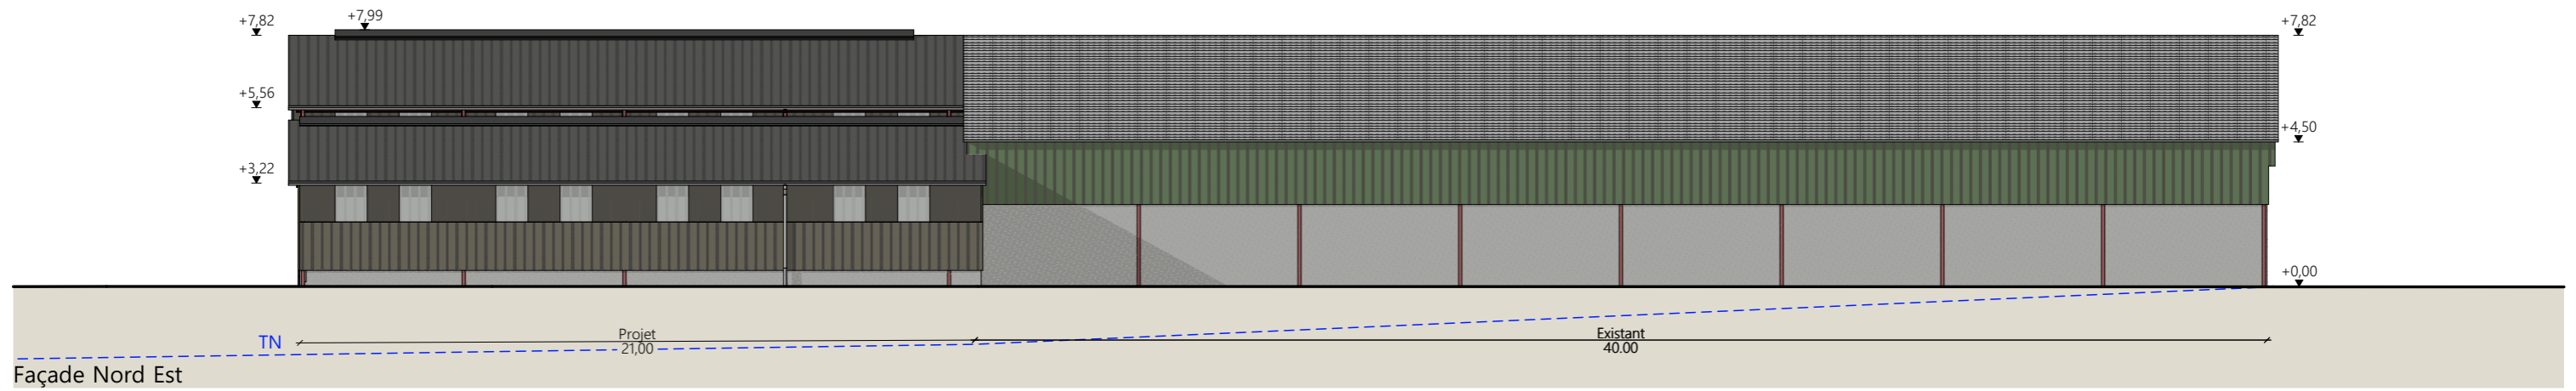 +7,82
+7,99
+7,82
+5,56
+4,50
+3,22
+0,00
TN
Projet
21,00
Existant
40.00
Façade Nord Est